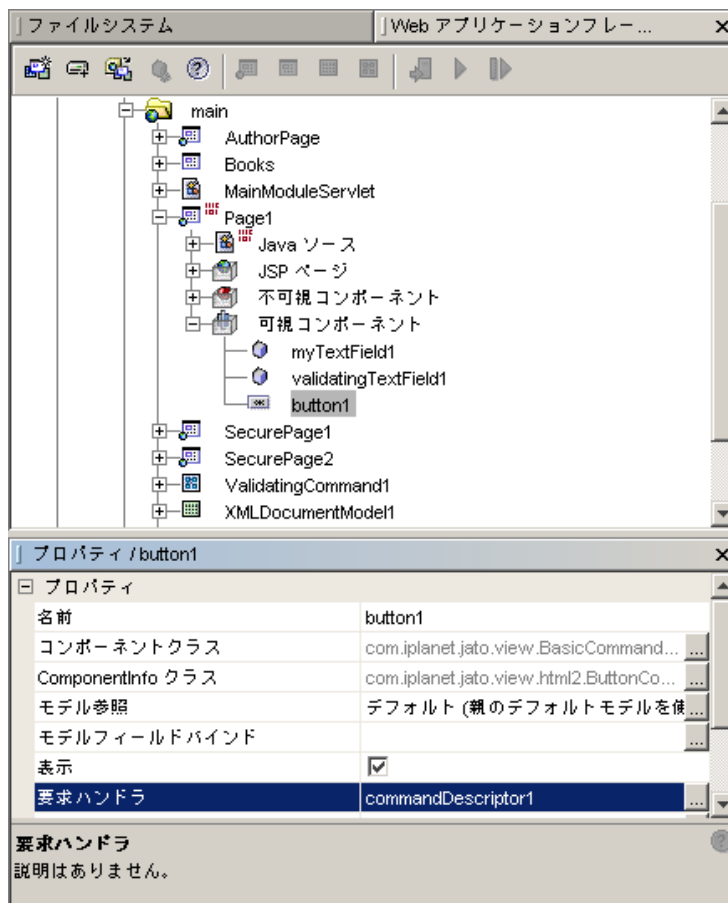 ファイルシステム
Web アプリケーションフレー...
main
AuthorPage
Books
MainModuleServlet
Page1
Java ソース
JSP ページ
不可視コンポーネント
可視コンポーネント
myTextField1
validatingTextField1
button1
SecurePage1
SecurePage2
ValidatingCommand1
XMLDocumentModel1
プロパティ / button1
プロパティ
名前 button1
コンポーネントクラス com.iplanet.jato.view.BasicCommand... ...
ComponentInfo クラス com.iplanet.jato.view.html2.ButtonCo... ...
モデル参照 デフォルト (親のデフォルトモデルを使 ...
モデルフィールドバインド ...
表示
要求ハンドラ commandDescriptor1 ...
要求ハンドラ
説明はありません。